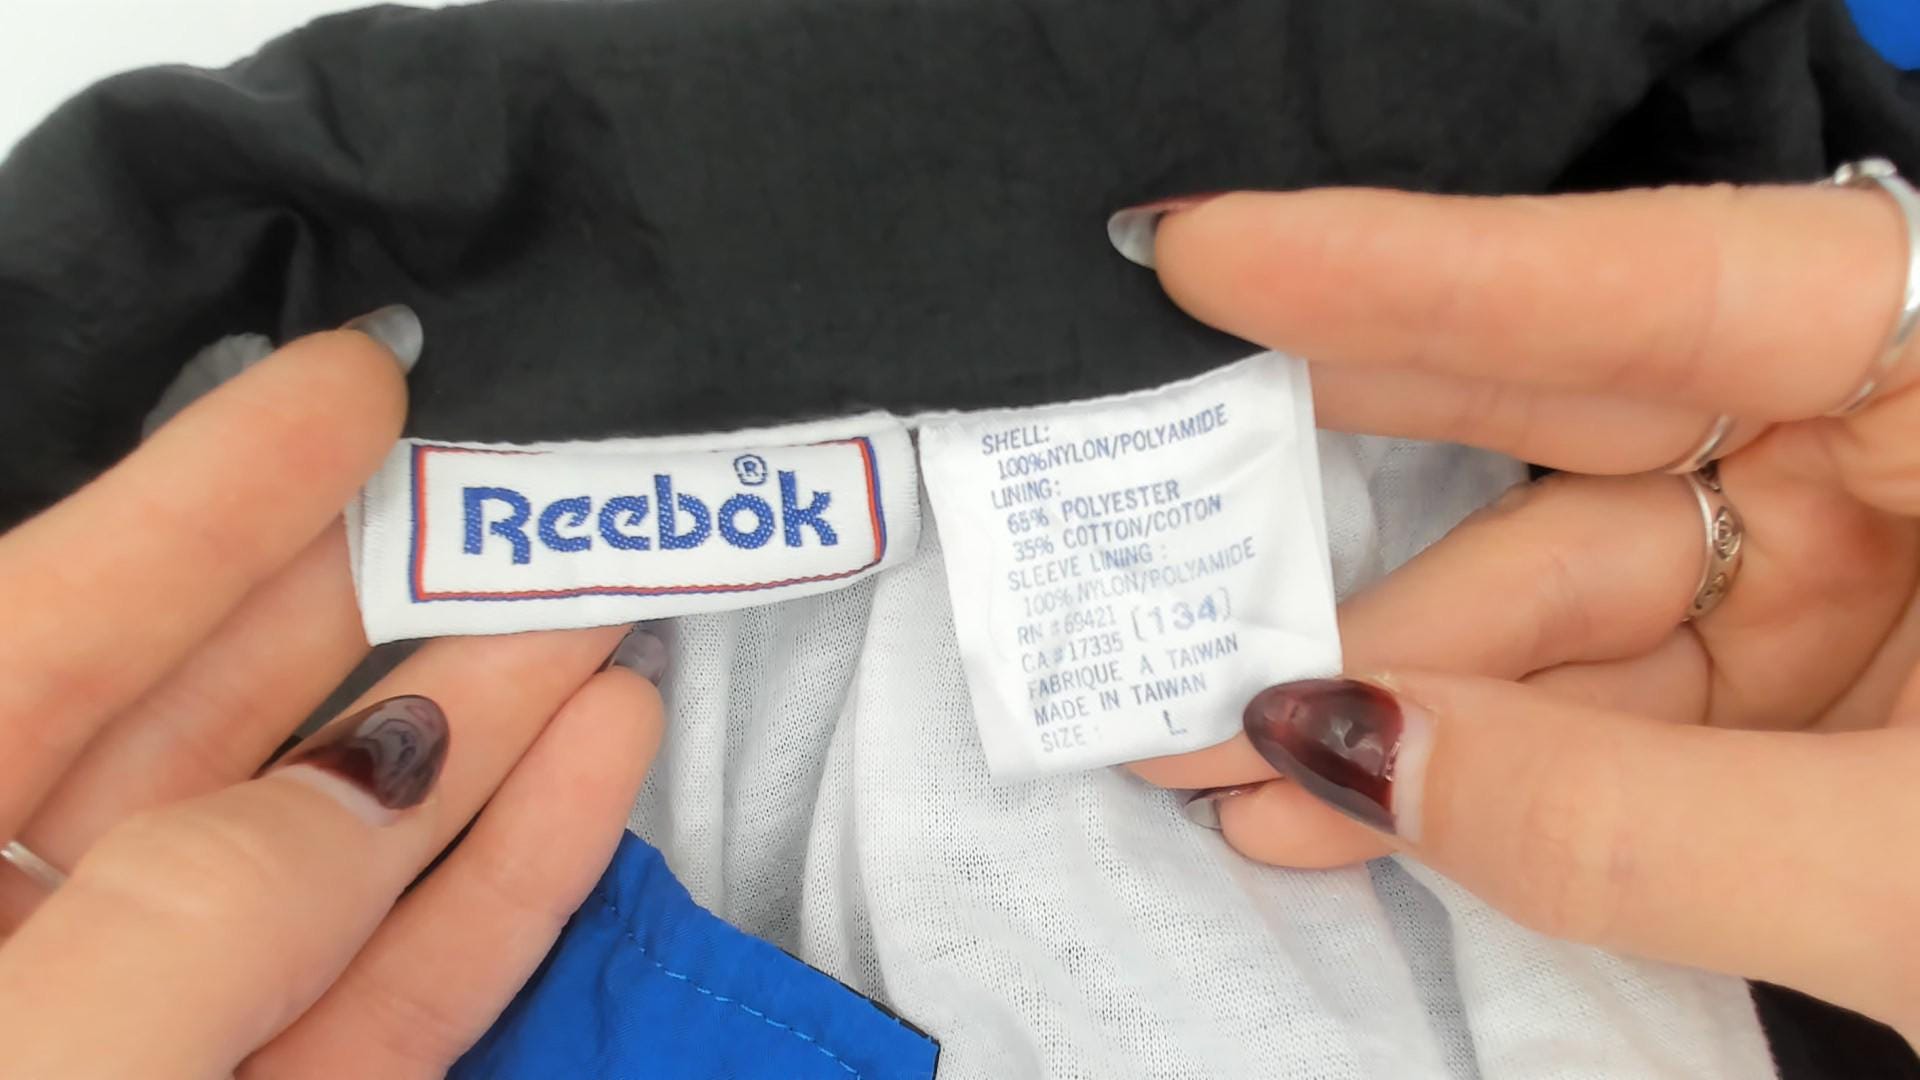 Reebok®
SHELL:
100%NYLON/POLYAMIDE
LINING:
65% POLYESTER
35% COTTON/COTON
SLEEVE LINING :
100% NYLON/POLYAMIDE
RN # 69421 [134]
CA # 17335
FABRIQUE A TAIWAN
MADE IN TAIWAN
SIZE : L